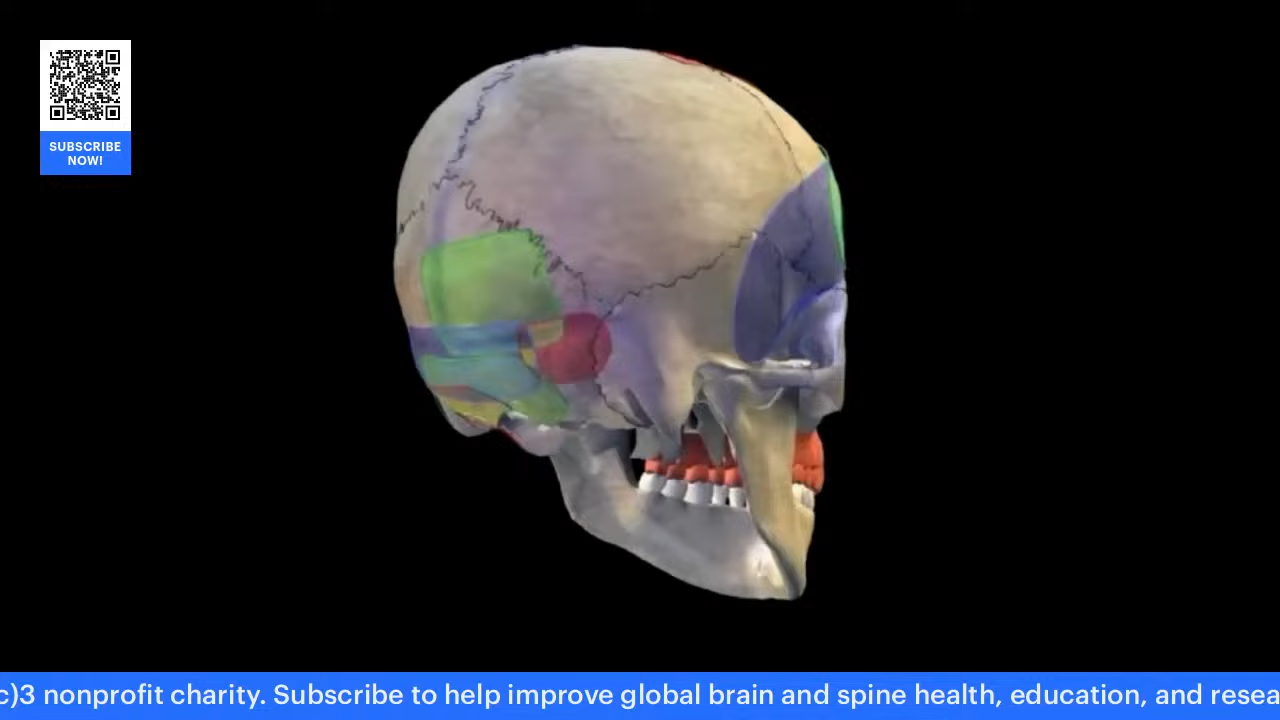 SUBSCRIBE
NOW!
c)3 nonprofit charity. Subscribe to help improve global brain and spine health, education, and resea